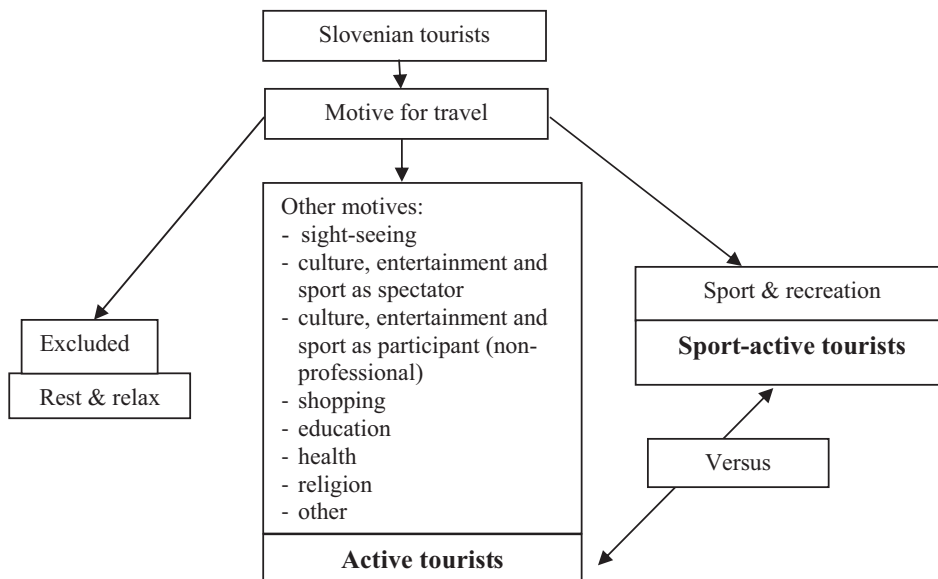 Slovenian tourists
Motive for travel
Other motives:
- sight-seeing
- culture, entertainment and
sport as spectator
- culture, entertainment and
sport as participant (non-
professional)
- shopping
- education
- health
- religion
- other
Active tourists
Excluded
Rest & relax
Sport & recreation
Sport-active tourists
Versus